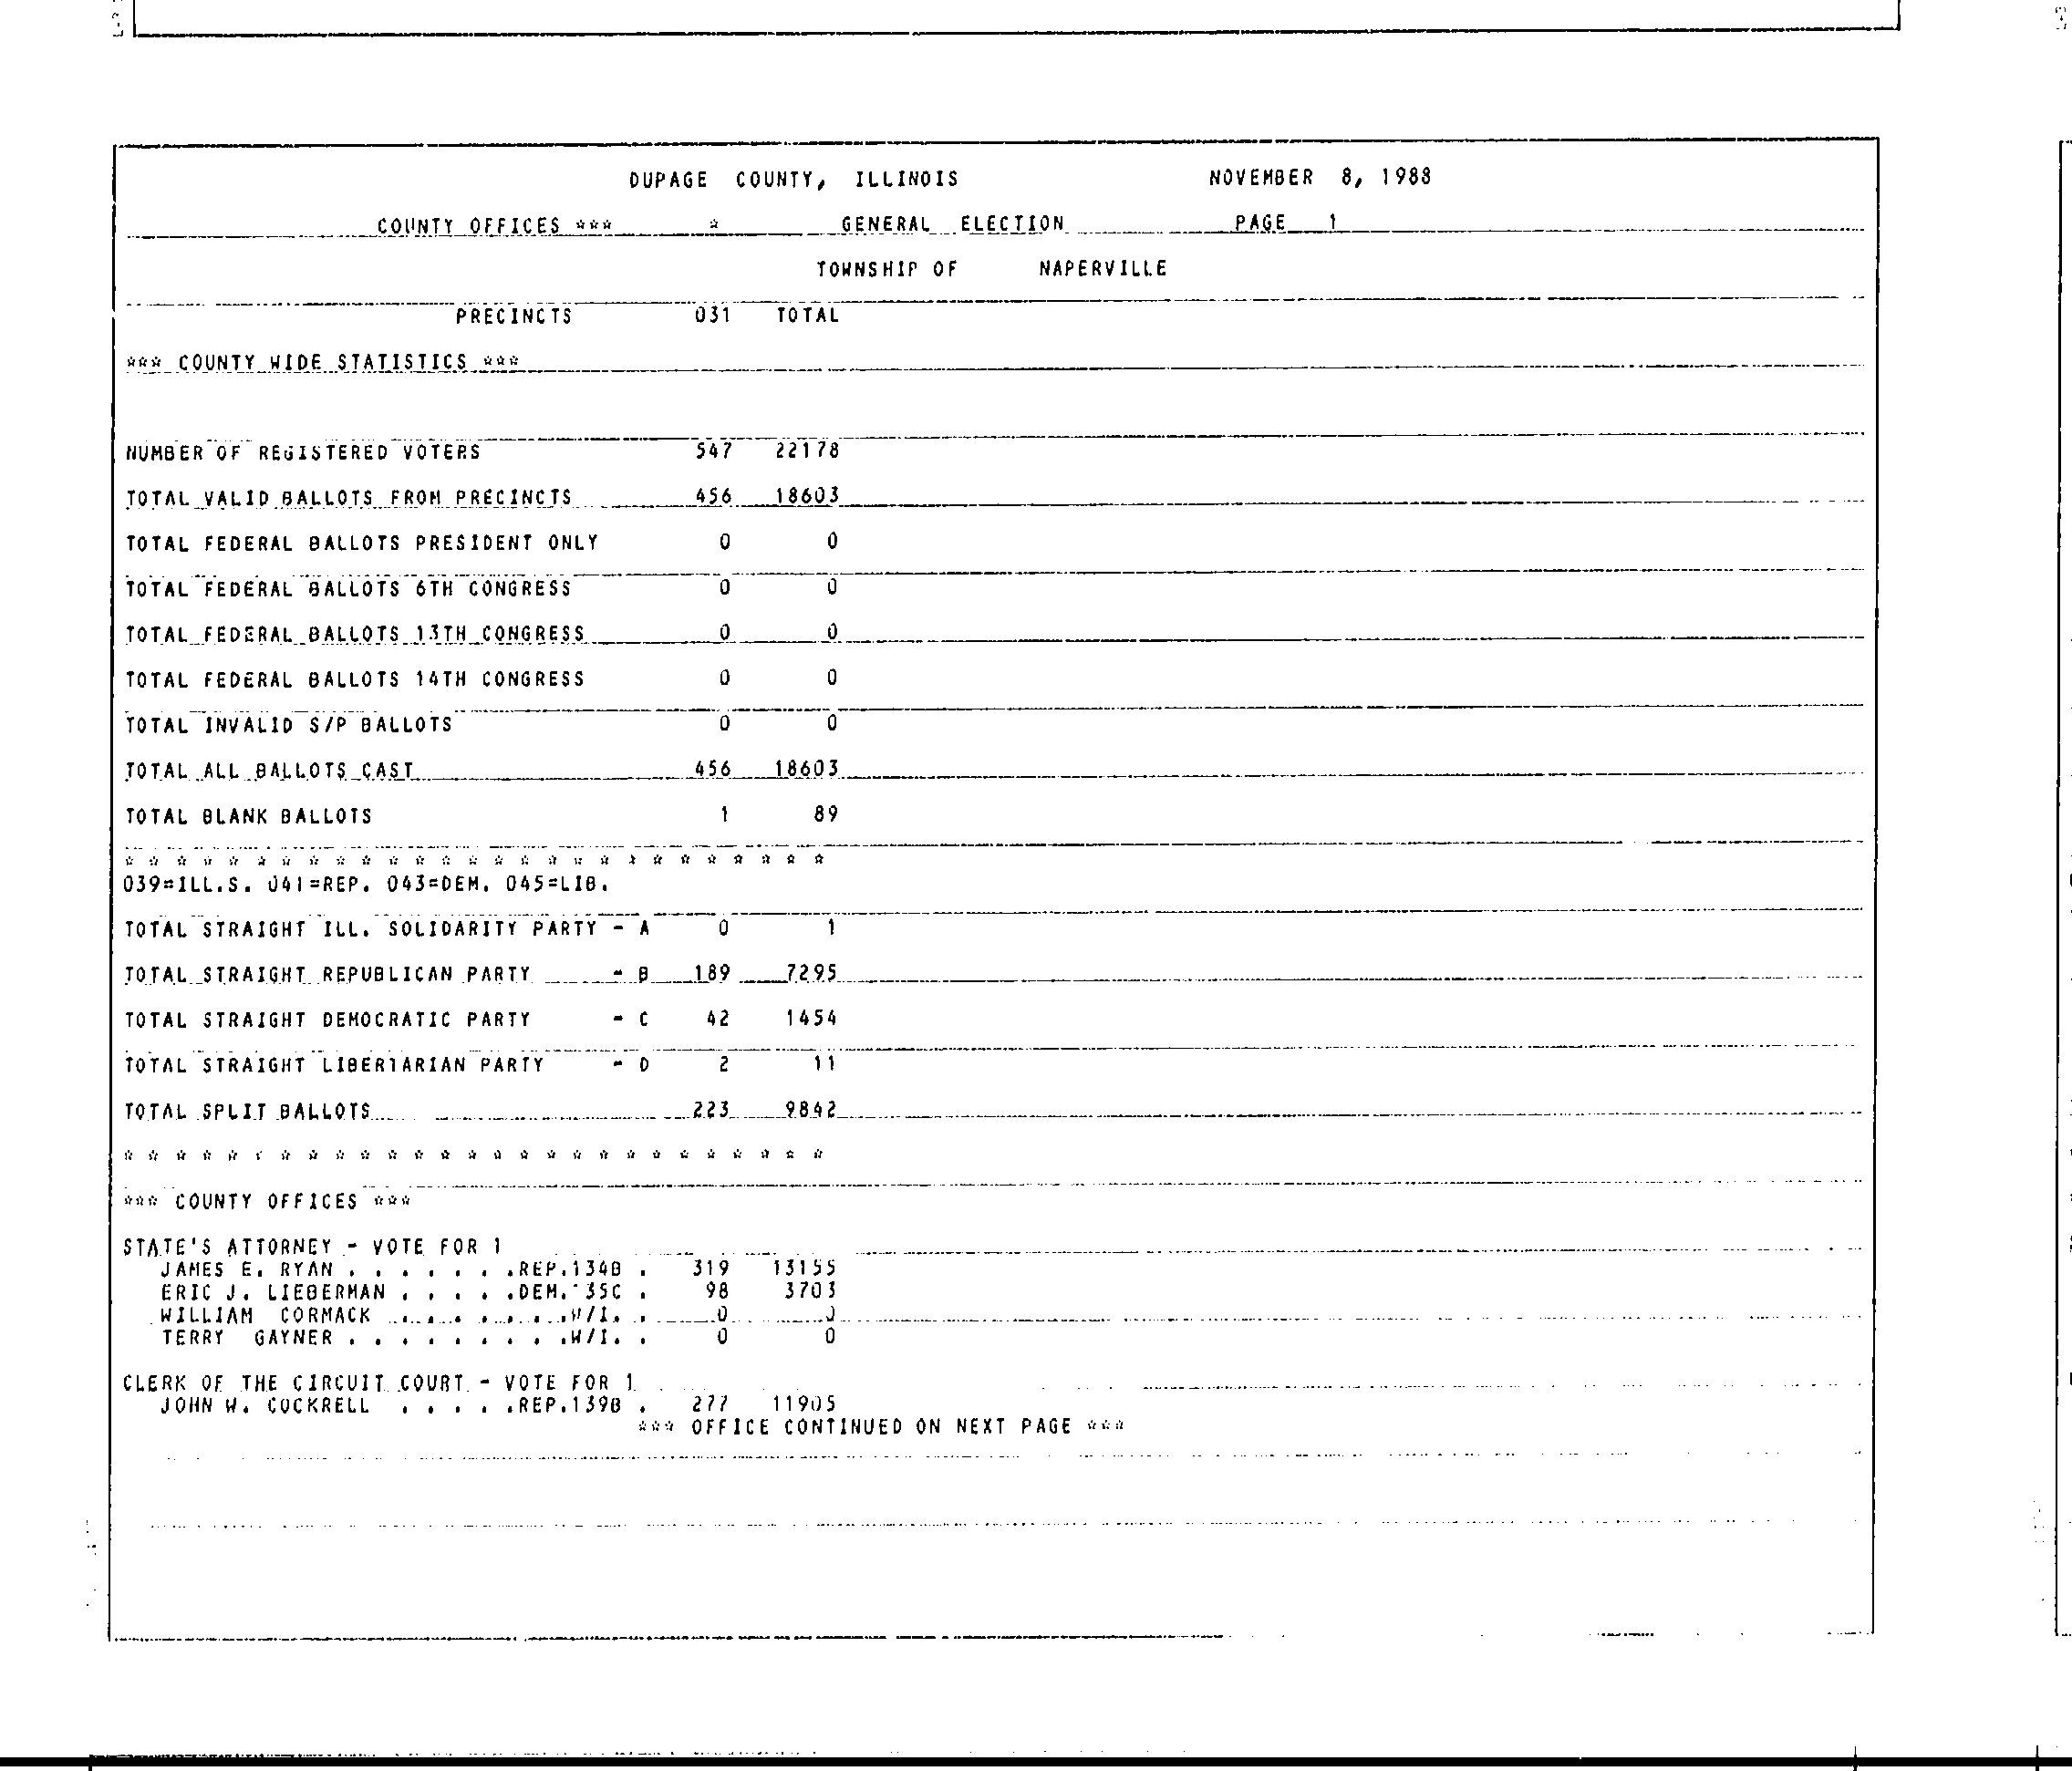 DUPAGE COUNTY, ILLINOIS NOVEMBER 8, 1988
COUNTY OFFICES *** * GENERAL ELECTION PAGE 1
TOWNSHIP OF NAPERVILLE
PRECINCTS 031 TOTAL
*** COUNTY WIDE STATISTICS ***
NUMBER OF REGISTERED VOTERS 547 22178
TOTAL VALID BALLOTS FROM PRECINCTS 456 18603
TOTAL FEDERAL BALLOTS PRESIDENT ONLY 0 0
TOTAL FEDERAL BALLOTS 6TH CONGRESS 0 0
TOTAL FEDERAL BALLOTS 13TH CONGRESS 0 0
TOTAL FEDERAL BALLOTS 14TH CONGRESS 0 0
TOTAL INVALID S/P BALLOTS 0 0
TOTAL ALL BALLOTS CAST 456 18603
TOTAL BLANK BALLOTS 1 89
* * * * * * * * * * * * * * * * * * * * * * * * * * *
039=ILL.S. 041=REP. 043=DEM. 045=LIB.
TOTAL STRAIGHT ILL. SOLIDARITY PARTY - A 0 1
TOTAL STRAIGHT REPUBLICAN PARTY - B 189 7295
TOTAL STRAIGHT DEMOCRATIC PARTY - C 42 1454
TOTAL STRAIGHT LIBERTARIAN PARTY - D 2 11
TOTAL SPLIT BALLOTS 223 9842
* * * * * * * * * * * * * * * * * * * * * * * * * * *
*** COUNTY OFFICES ***
STATE'S ATTORNEY - VOTE FOR 1
JAMES E. RYAN . . . . . . .REP.134B . 319 13155
ERIC J. LIEBERMAN . . . . .DEM.135C . 98 3703
WILLIAM CORMACK . . . . . . .W/I. . 0 0
TERRY GAYNER . . . . . . . . .W/I. . 0 0
CLERK OF THE CIRCUIT COURT - VOTE FOR 1
JOHN W. COCKRELL . . . . .REP.139B . 277 11905
*** OFFICE CONTINUED ON NEXT PAGE ***